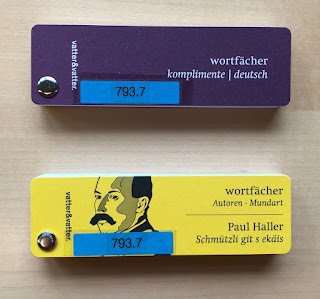 vatter&vatter.
wortfächer
komplimente | deutsch
793.7
vatter&vatter.
wortfächer
Autoren · Mundart
Paul Haller
Schmützli git s ekäis
793.7